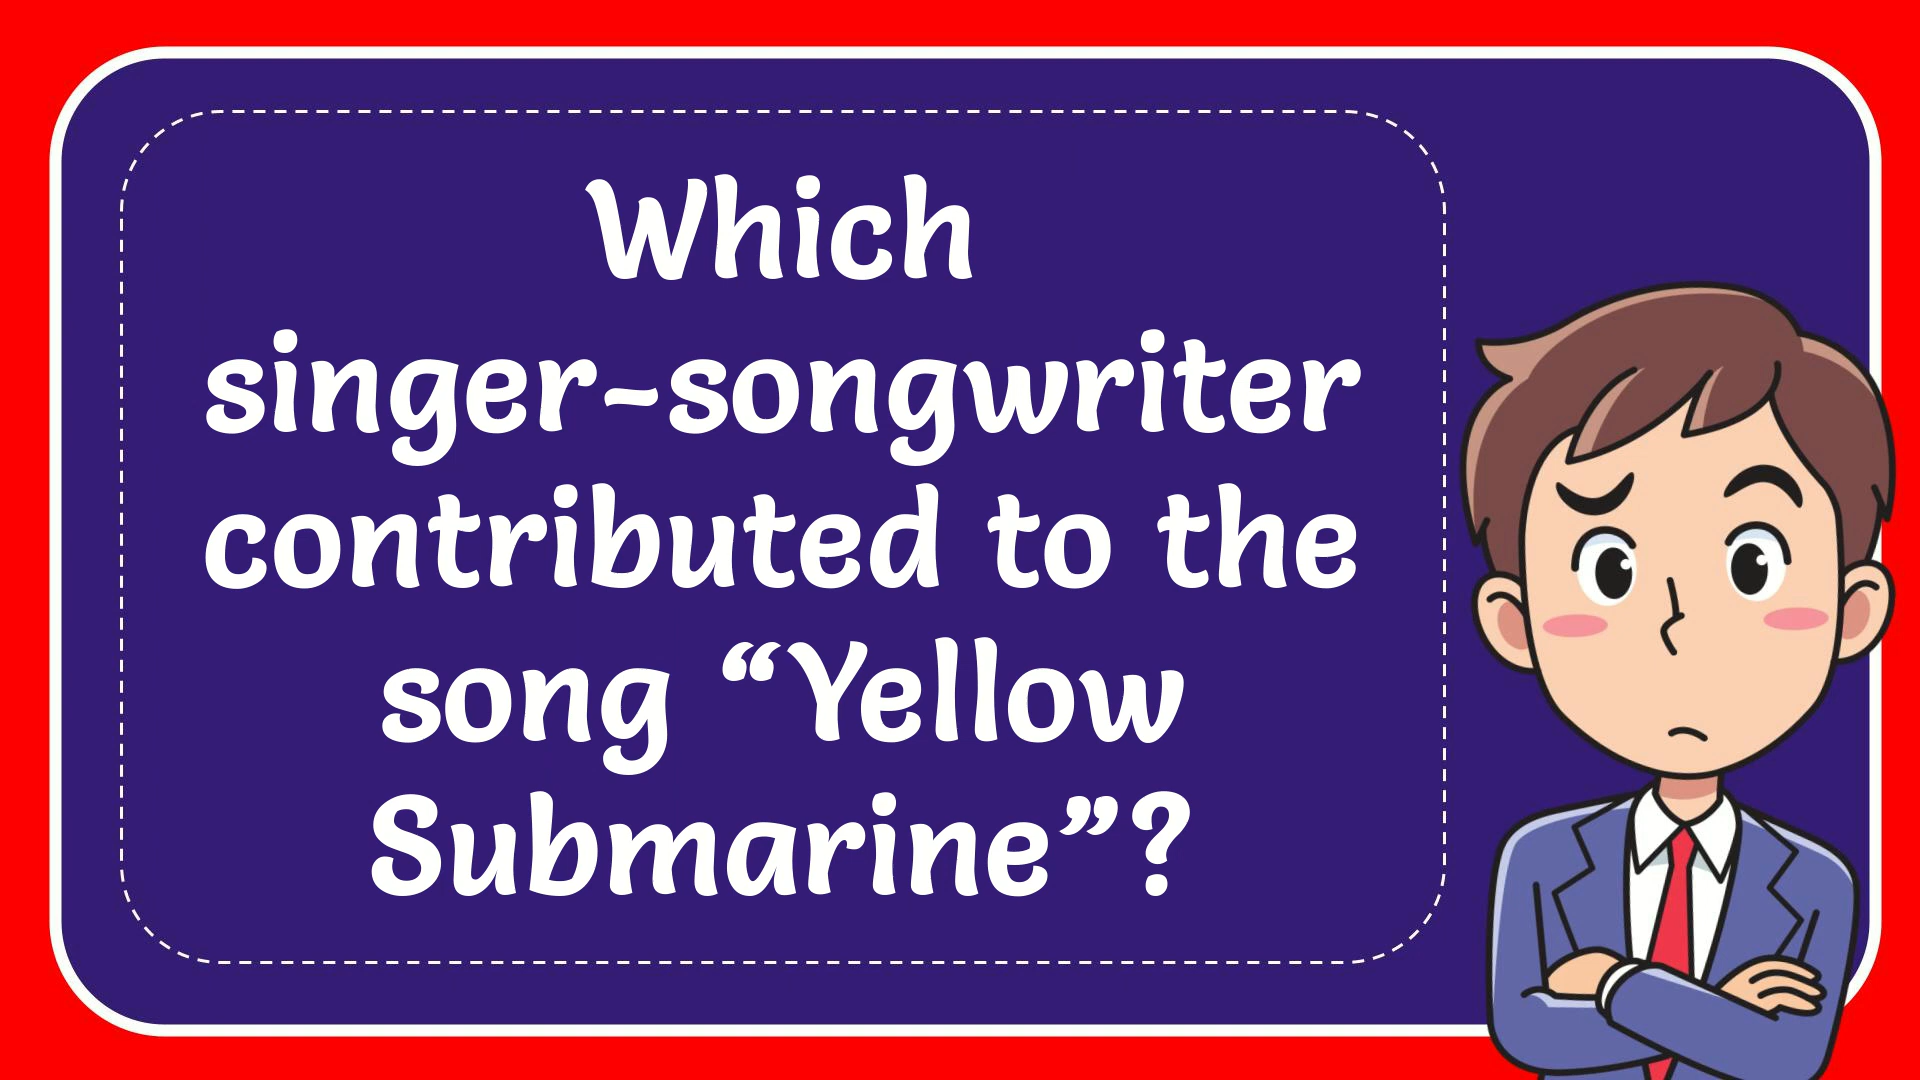 Which
singer-songwriter
contributed to the
song “Yellow
Submarine”?